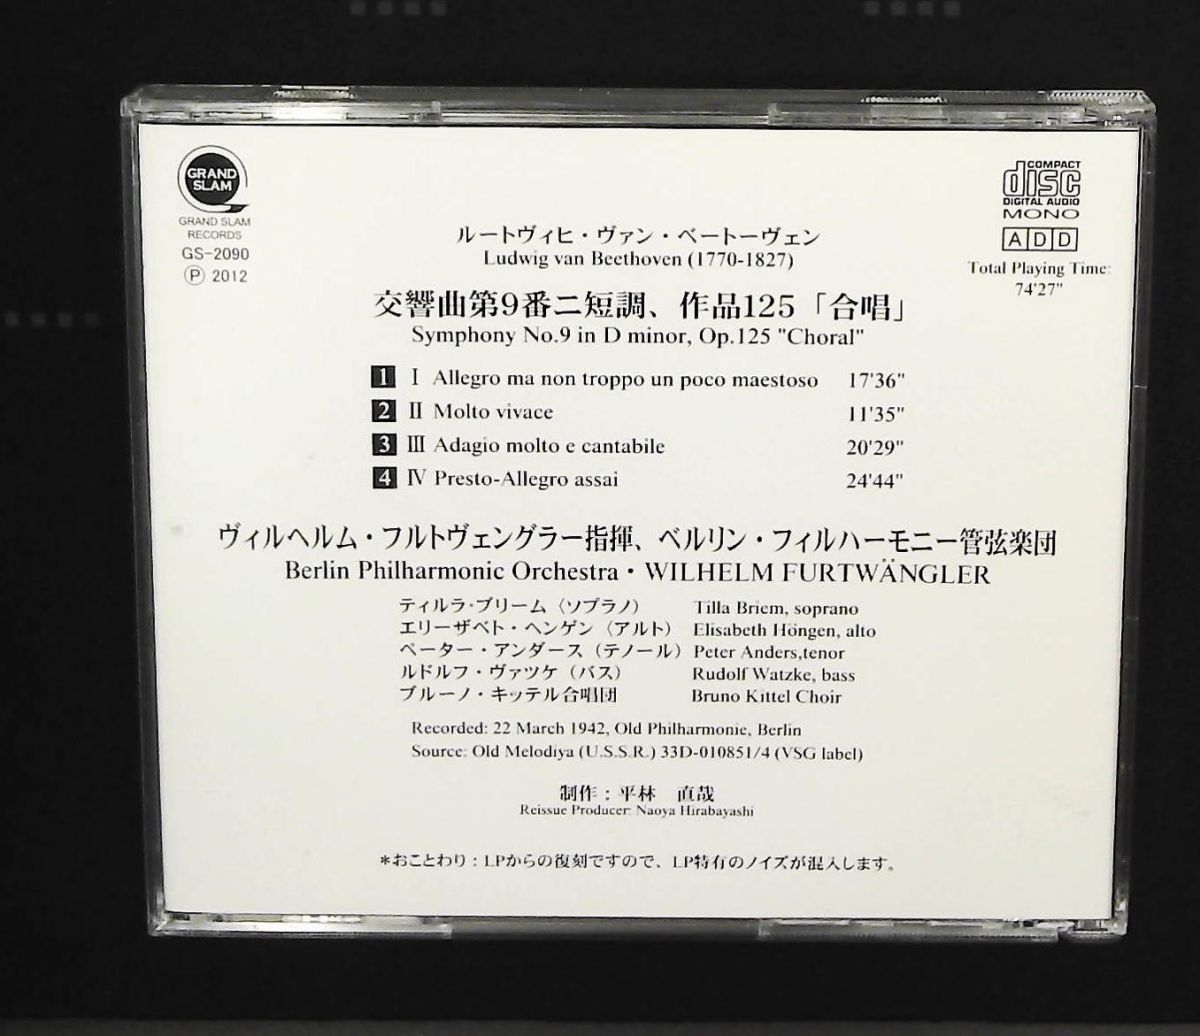 GRAND
SLAM
GRAND SLAM
RECORDS
GS-2090
Ⓟ 2012
COMPACT
disc
DIGITAL AUDIO
MONO
ADD
Total Playing Time:
74'27"
ルートヴィヒ・ヴァン・ベートーヴェン
Ludwig van Beethoven (1770-1827)
交響曲第9番ニ短調、作品125「合唱」
Symphony No.9 in D minor, Op.125 "Choral"
1 Ⅰ Allegro ma non troppo un poco maestoso 17'36"
2 Ⅱ Molto vivace 11'35"
3 Ⅲ Adagio molto e cantabile 20'29"
4 Ⅳ Presto-Allegro assai 24'44"
ヴィルヘルム・フルトヴェングラー指揮、ベルリン・フィルハーモニー管弦楽団
Berlin Philharmonic Orchestra・WILHELM FURTWÄNGLER
ティルラ・ブリーム〈ソプラノ〉 Tilla Briem, soprano
エリーザベト・ヘンゲン〈アルト〉 Elisabeth Höngen, alto
ペーター・アンダース（テノール） Peter Anders,tenor
ルドルフ・ヴァツケ（バス） Rudolf Watzke, bass
ブルーノ・キッテル合唱団 Bruno Kittel Choir
Recorded: 22 March 1942, Old Philharmonie, Berlin
Source: Old Melodiya (U.S.S.R.) 33D-010851/4 (VSG label)
制作：平林 直哉
Reissue Producer: Naoya Hirabayashi
＊おことわり：LPからの復刻ですので、LP特有のノイズが混入します。